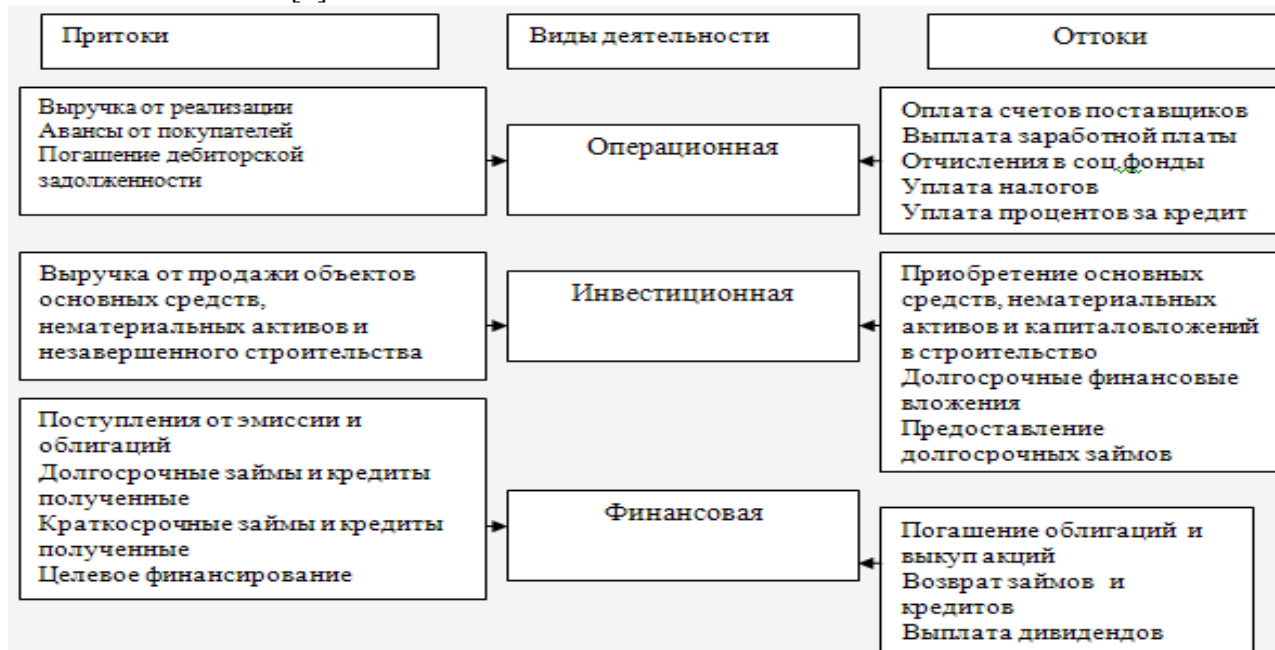 Притоки
Виды деятельности
Оттоки
Выручка от реализации
Авансы от покупателей
Погашение дебиторской
задолженности
Операционная
Оплата счетов поставщиков
Выплата заработной платы
Отчисления в соц.фонды
Уплата налогов
Уплата процентов за кредит
Выручка от продажи объектов
основных средств,
нематериальных активов и
незавершенного строительства
Инвестиционная
Приобретение основных
средств, нематериальных
активов и капиталовложений
в строительство
Долгосрочные финансовые
вложения
Предоставление
долгосрочных займов
Поступления от эмиссии и
облигаций
Долгосрочные займы и кредиты
полученные
Краткосрочные займы и кредиты
полученные
Целевое финансирование
Финансовая
Погашение облигаций и
выкуп акций
Возврат займов и
кредитов
Выплата дивидендов